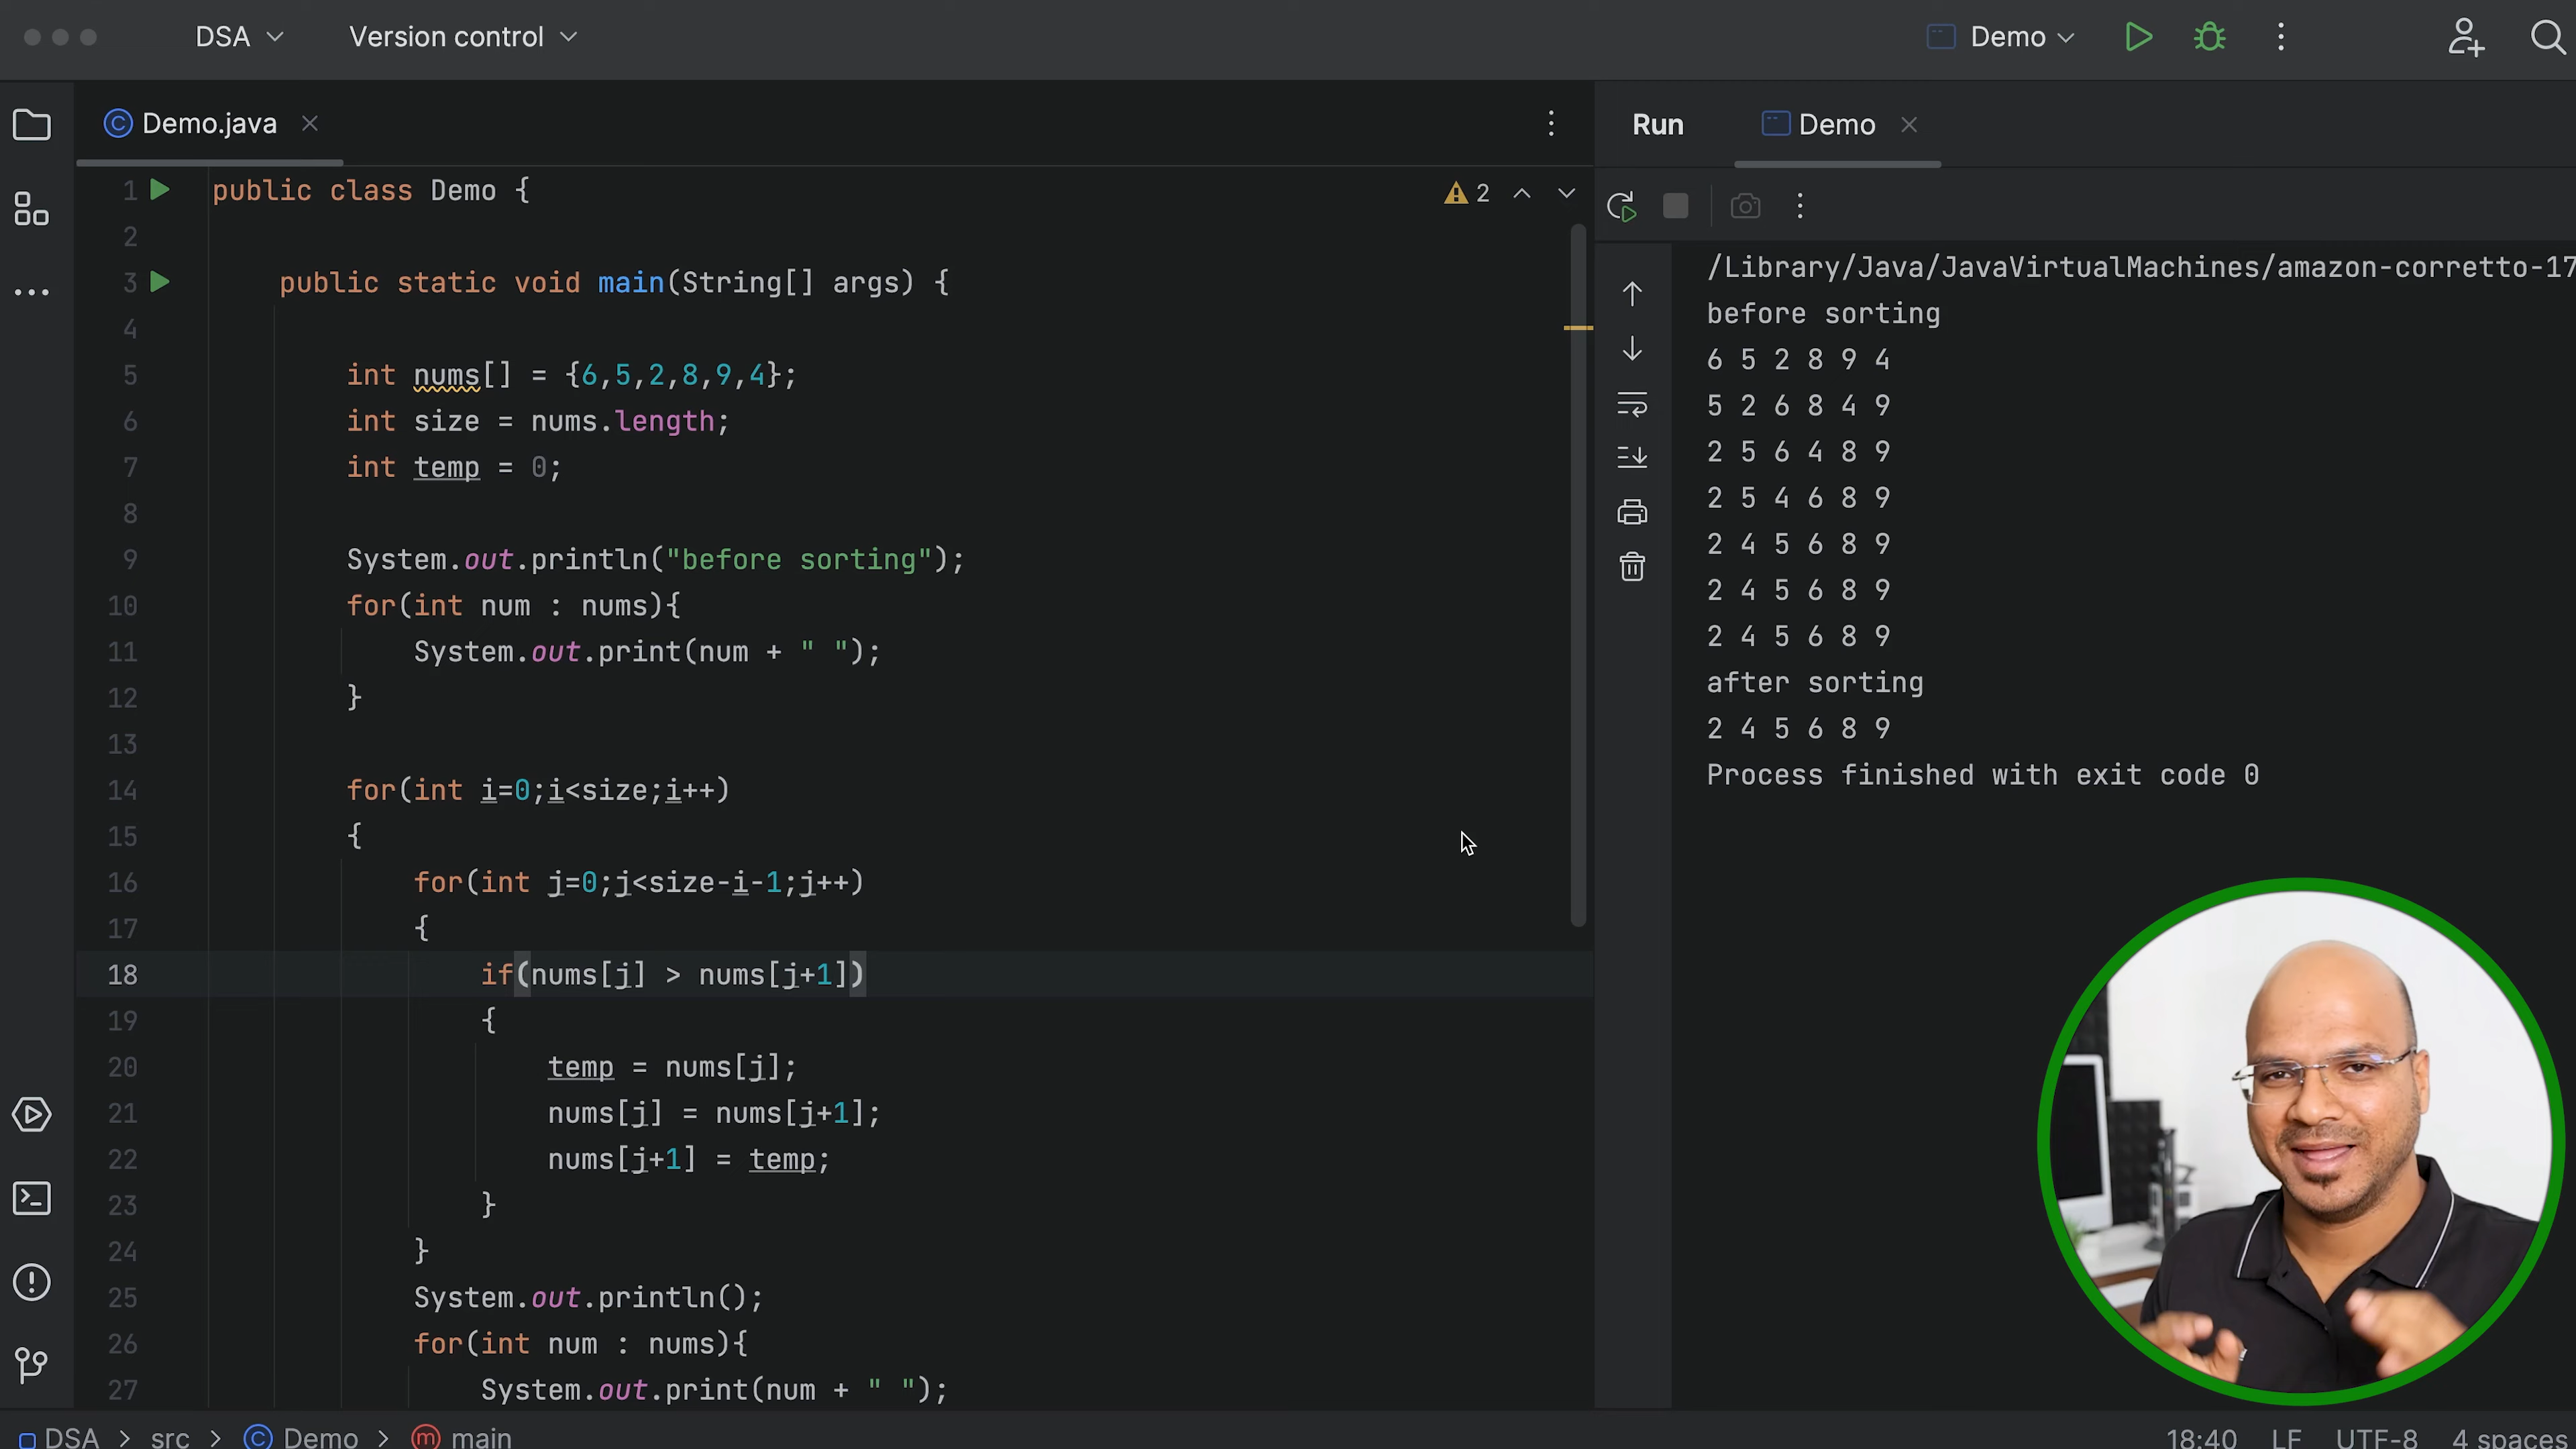 DSA Version control Demo
Demo.java
Run Demo
1 public class Demo { 2
2
3 public static void main(String[] args) {
4
5 int nums[] = {6,5,2,8,9,4};
6 int size = nums.length;
7 int temp = 0;
8
9 System.out.println("before sorting");
10 for(int num : nums){
11 System.out.print(num + " ");
12 }
13
14 for(int i=0;i<size;i++)
15 {
16 for(int j=0;j<size-i-1;j++)
17 {
18 if(nums[j] > nums[j+1])
19 {
20 temp = nums[j];
21 nums[j] = nums[j+1];
22 nums[j+1] = temp;
23 }
24 }
25 System.out.println();
26 for(int num : nums){
27 System.out.print(num + " ");
/Library/Java/JavaVirtualMachines/amazon-corretto-17
before sorting
6 5 2 8 9 4
5 2 6 8 4 9
2 5 6 4 8 9
2 5 4 6 8 9
2 4 5 6 8 9
2 4 5 6 8 9
2 4 5 6 8 9
after sorting
2 4 5 6 8 9
Process finished with exit code 0
DSA > src > Demo > main 18:40 LF UTF-8 4 spaces